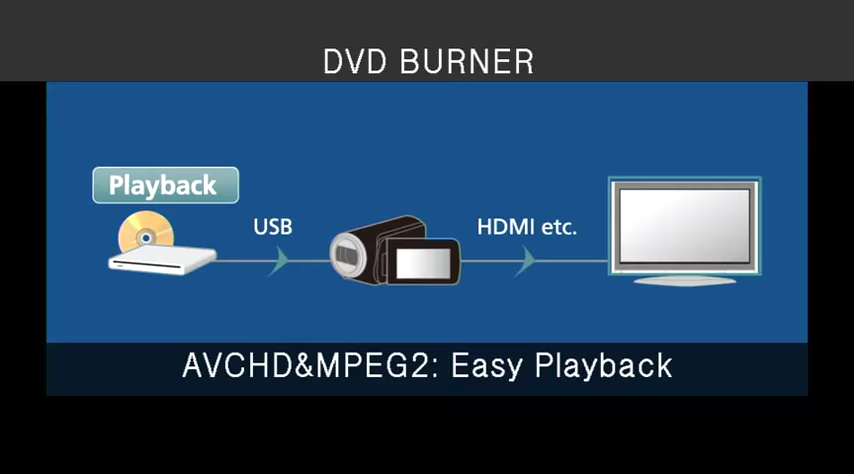 DVD BURNER
Playback
USB
HDMI etc.
AVCHD&MPEG2: Easy Playback